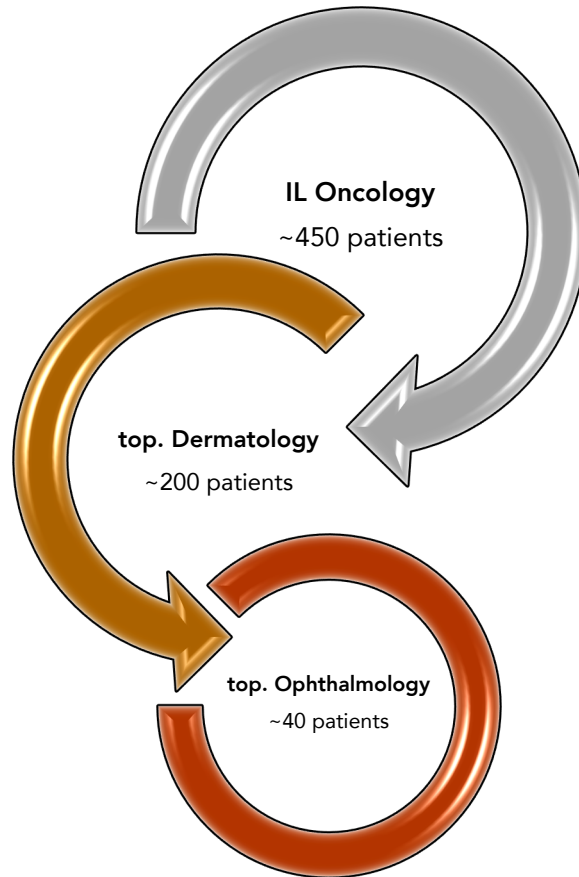 IL Oncology
~450 patients
top. Dermatology
~200 patients
top. Ophthalmology
~40 patients